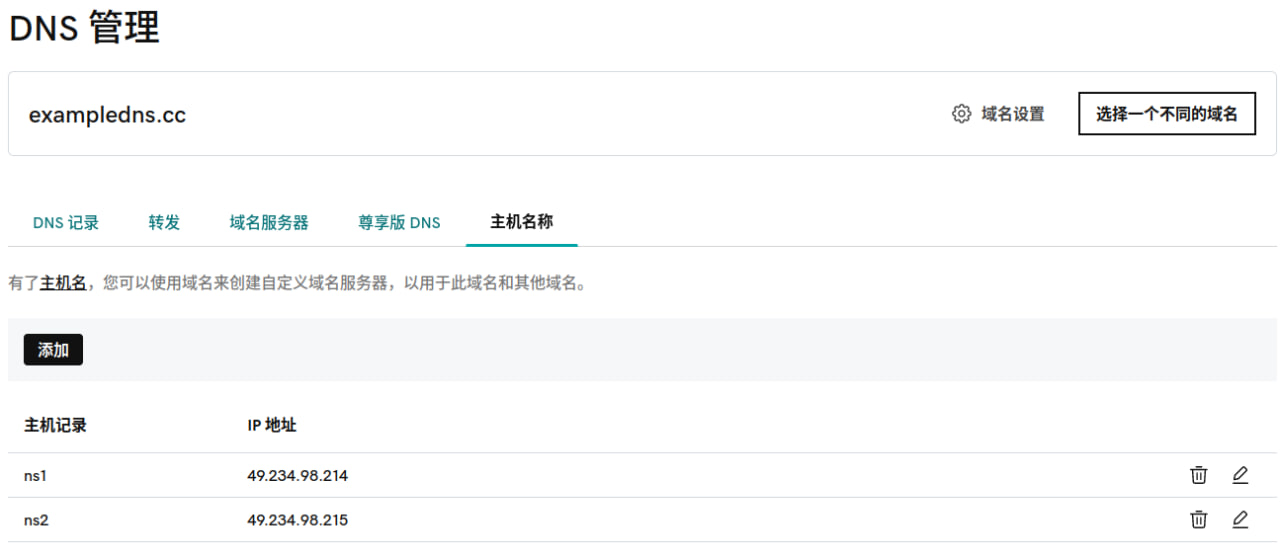 DNS 管理
exampledns.cc
域名设置
选择一个不同的域名
DNS 记录 转发 域名服务器 尊享版 DNS 主机名称
有了主机名，您可以使用域名来创建自定义域名服务器，以用于此域名和其他域名。
添加
主机记录 IP 地址
ns1 49.234.98.214
ns2 49.234.98.215